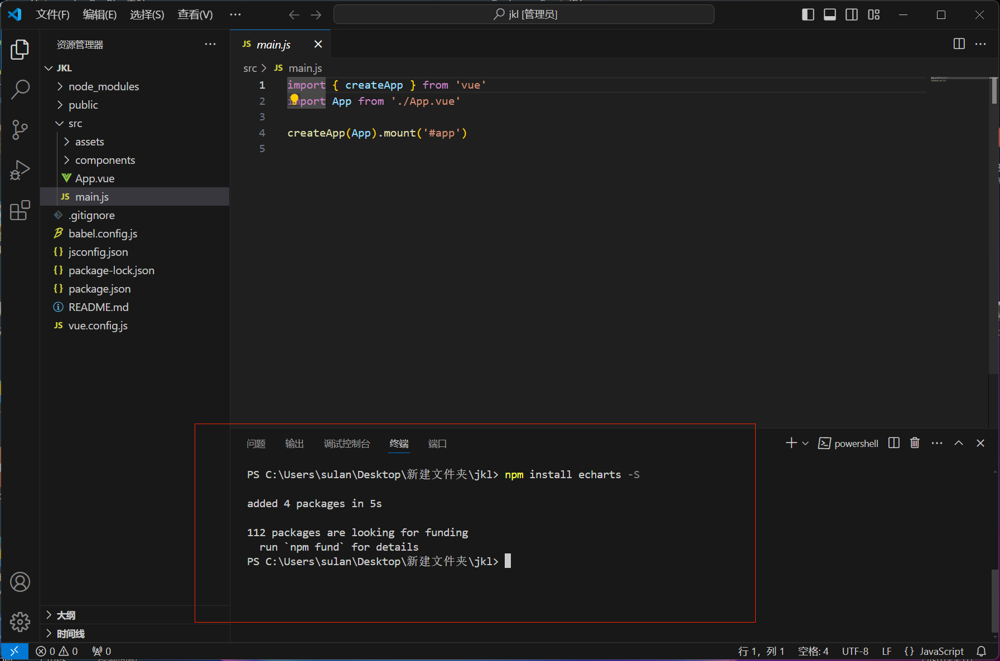 文件(F) 编辑(E) 选择(S) 查看(V) ··· jkl [管理员]
资源管理器 ···
JKL
node_modules
public
src
assets
components
App.vue
JS main.js
.gitignore
babel.config.js
{} jsconfig.json
{} package-lock.json
{} package.json
README.md
JS vue.config.js
大纲
时间线
JS main.js
src > JS main.js
1 import { createApp } from 'vue'
2 import App from './App.vue'
3
4 createApp(App).mount('#app')
5
问题 输出 调试控制台 终端 端口 powershell ···
PS C:\Users\sulan\Desktop\新建文件夹\jkl> npm install echarts -S
added 4 packages in 5s
112 packages are looking for funding
run `npm fund` for details
PS C:\Users\sulan\Desktop\新建文件夹\jkl>
0 0 0 行 1，列 1 空格: 4 UTF-8 LF {} JavaScript